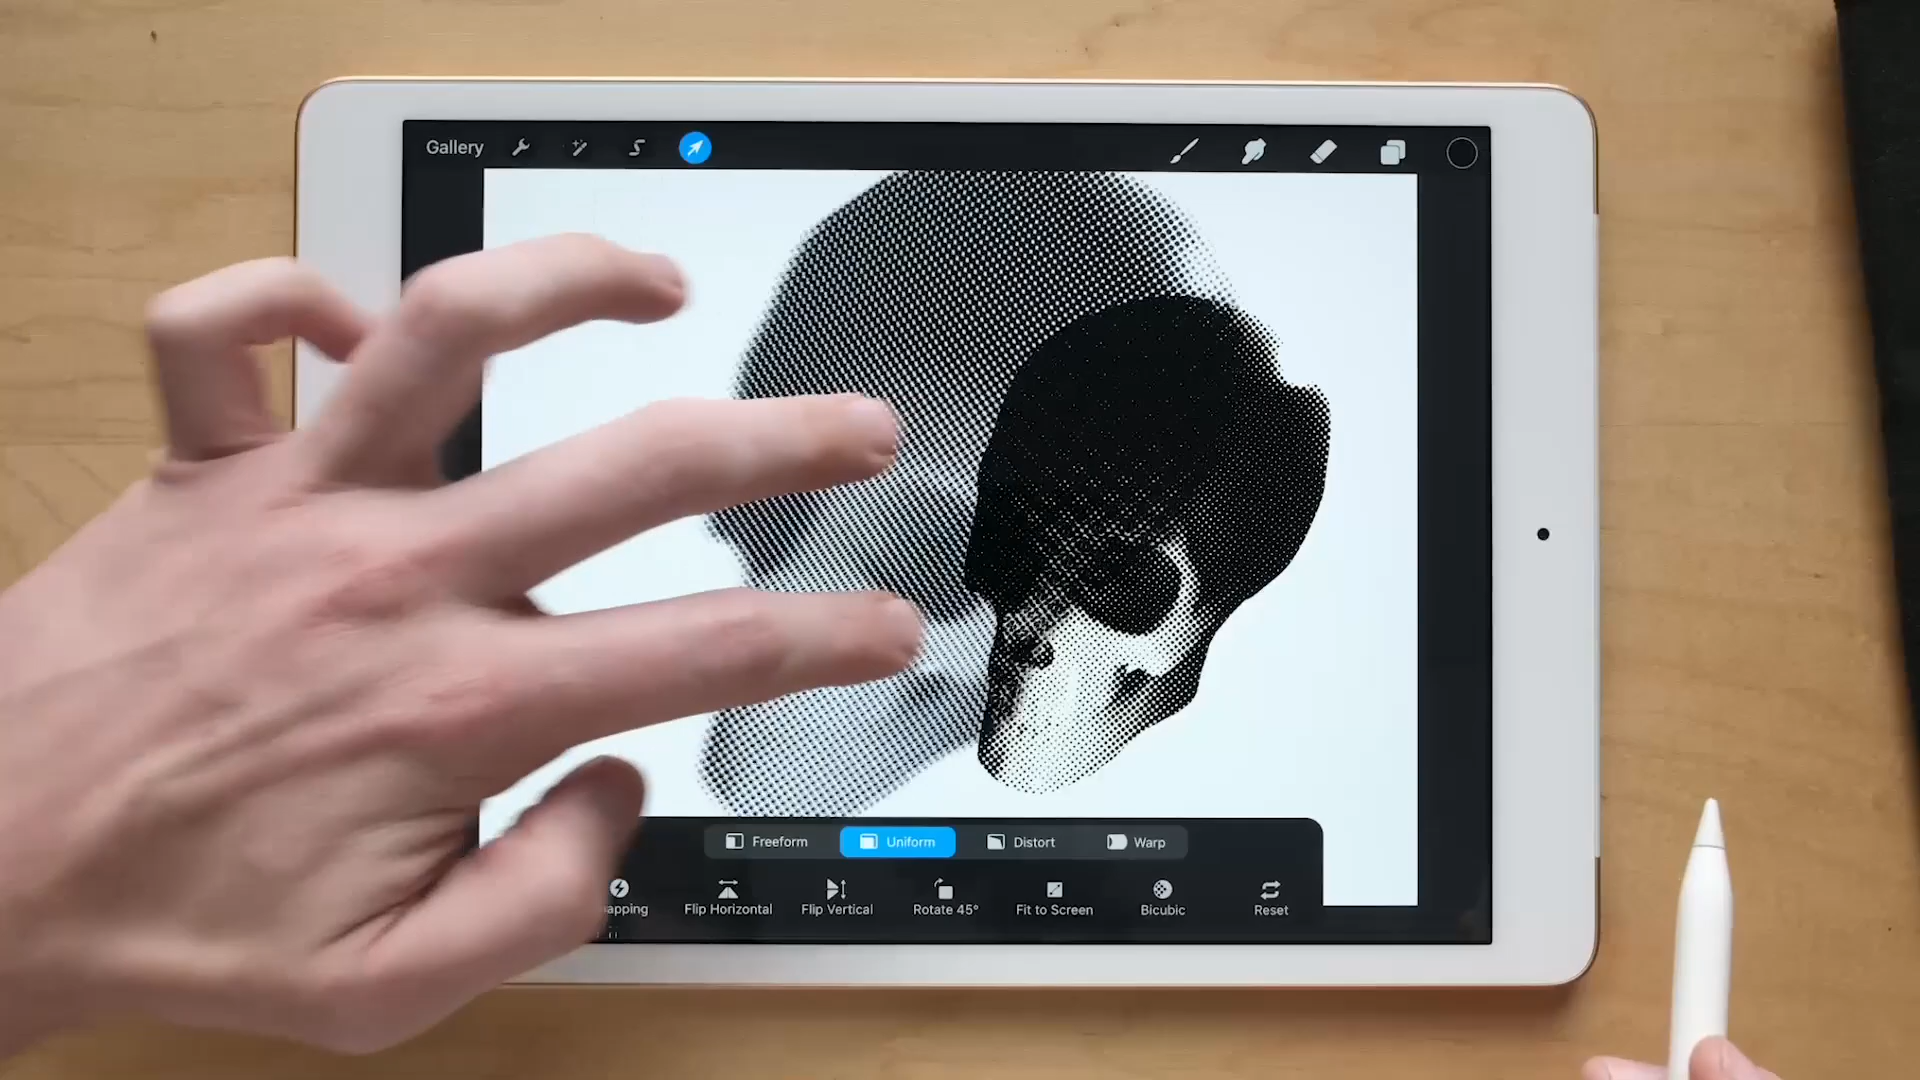 Gallery
Freeform Uniform Distort Warp
Flip Horizontal Flip Vertical Rotate 45° Fit to Screen Bicubic Reset